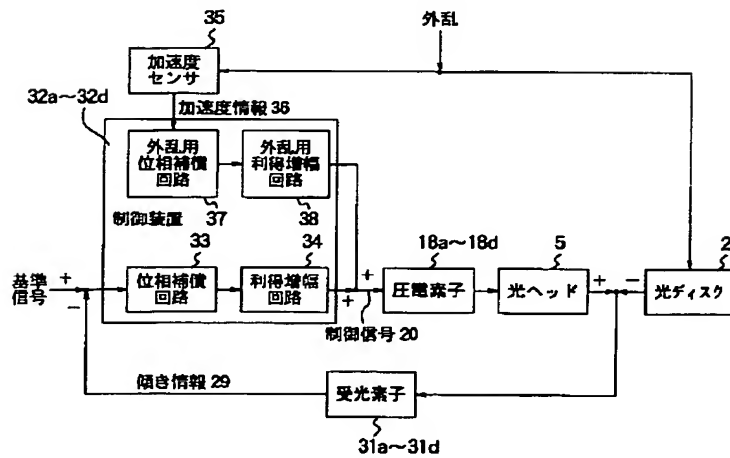 35
外乱
加速度
センサ
32a～32d
加速度情報 36
外乱用
位相補償
回路
外乱用
利得増幅
回路
制御装置
37
38
33
34
18a～18d
5
2
基準
信号
+
−
位相補償
回路
利得増幅
回路
+
+
制御信号 20
圧電素子
光ヘッド
+
−
光ディスク
傾き情報 29
受光素子
31a～31d